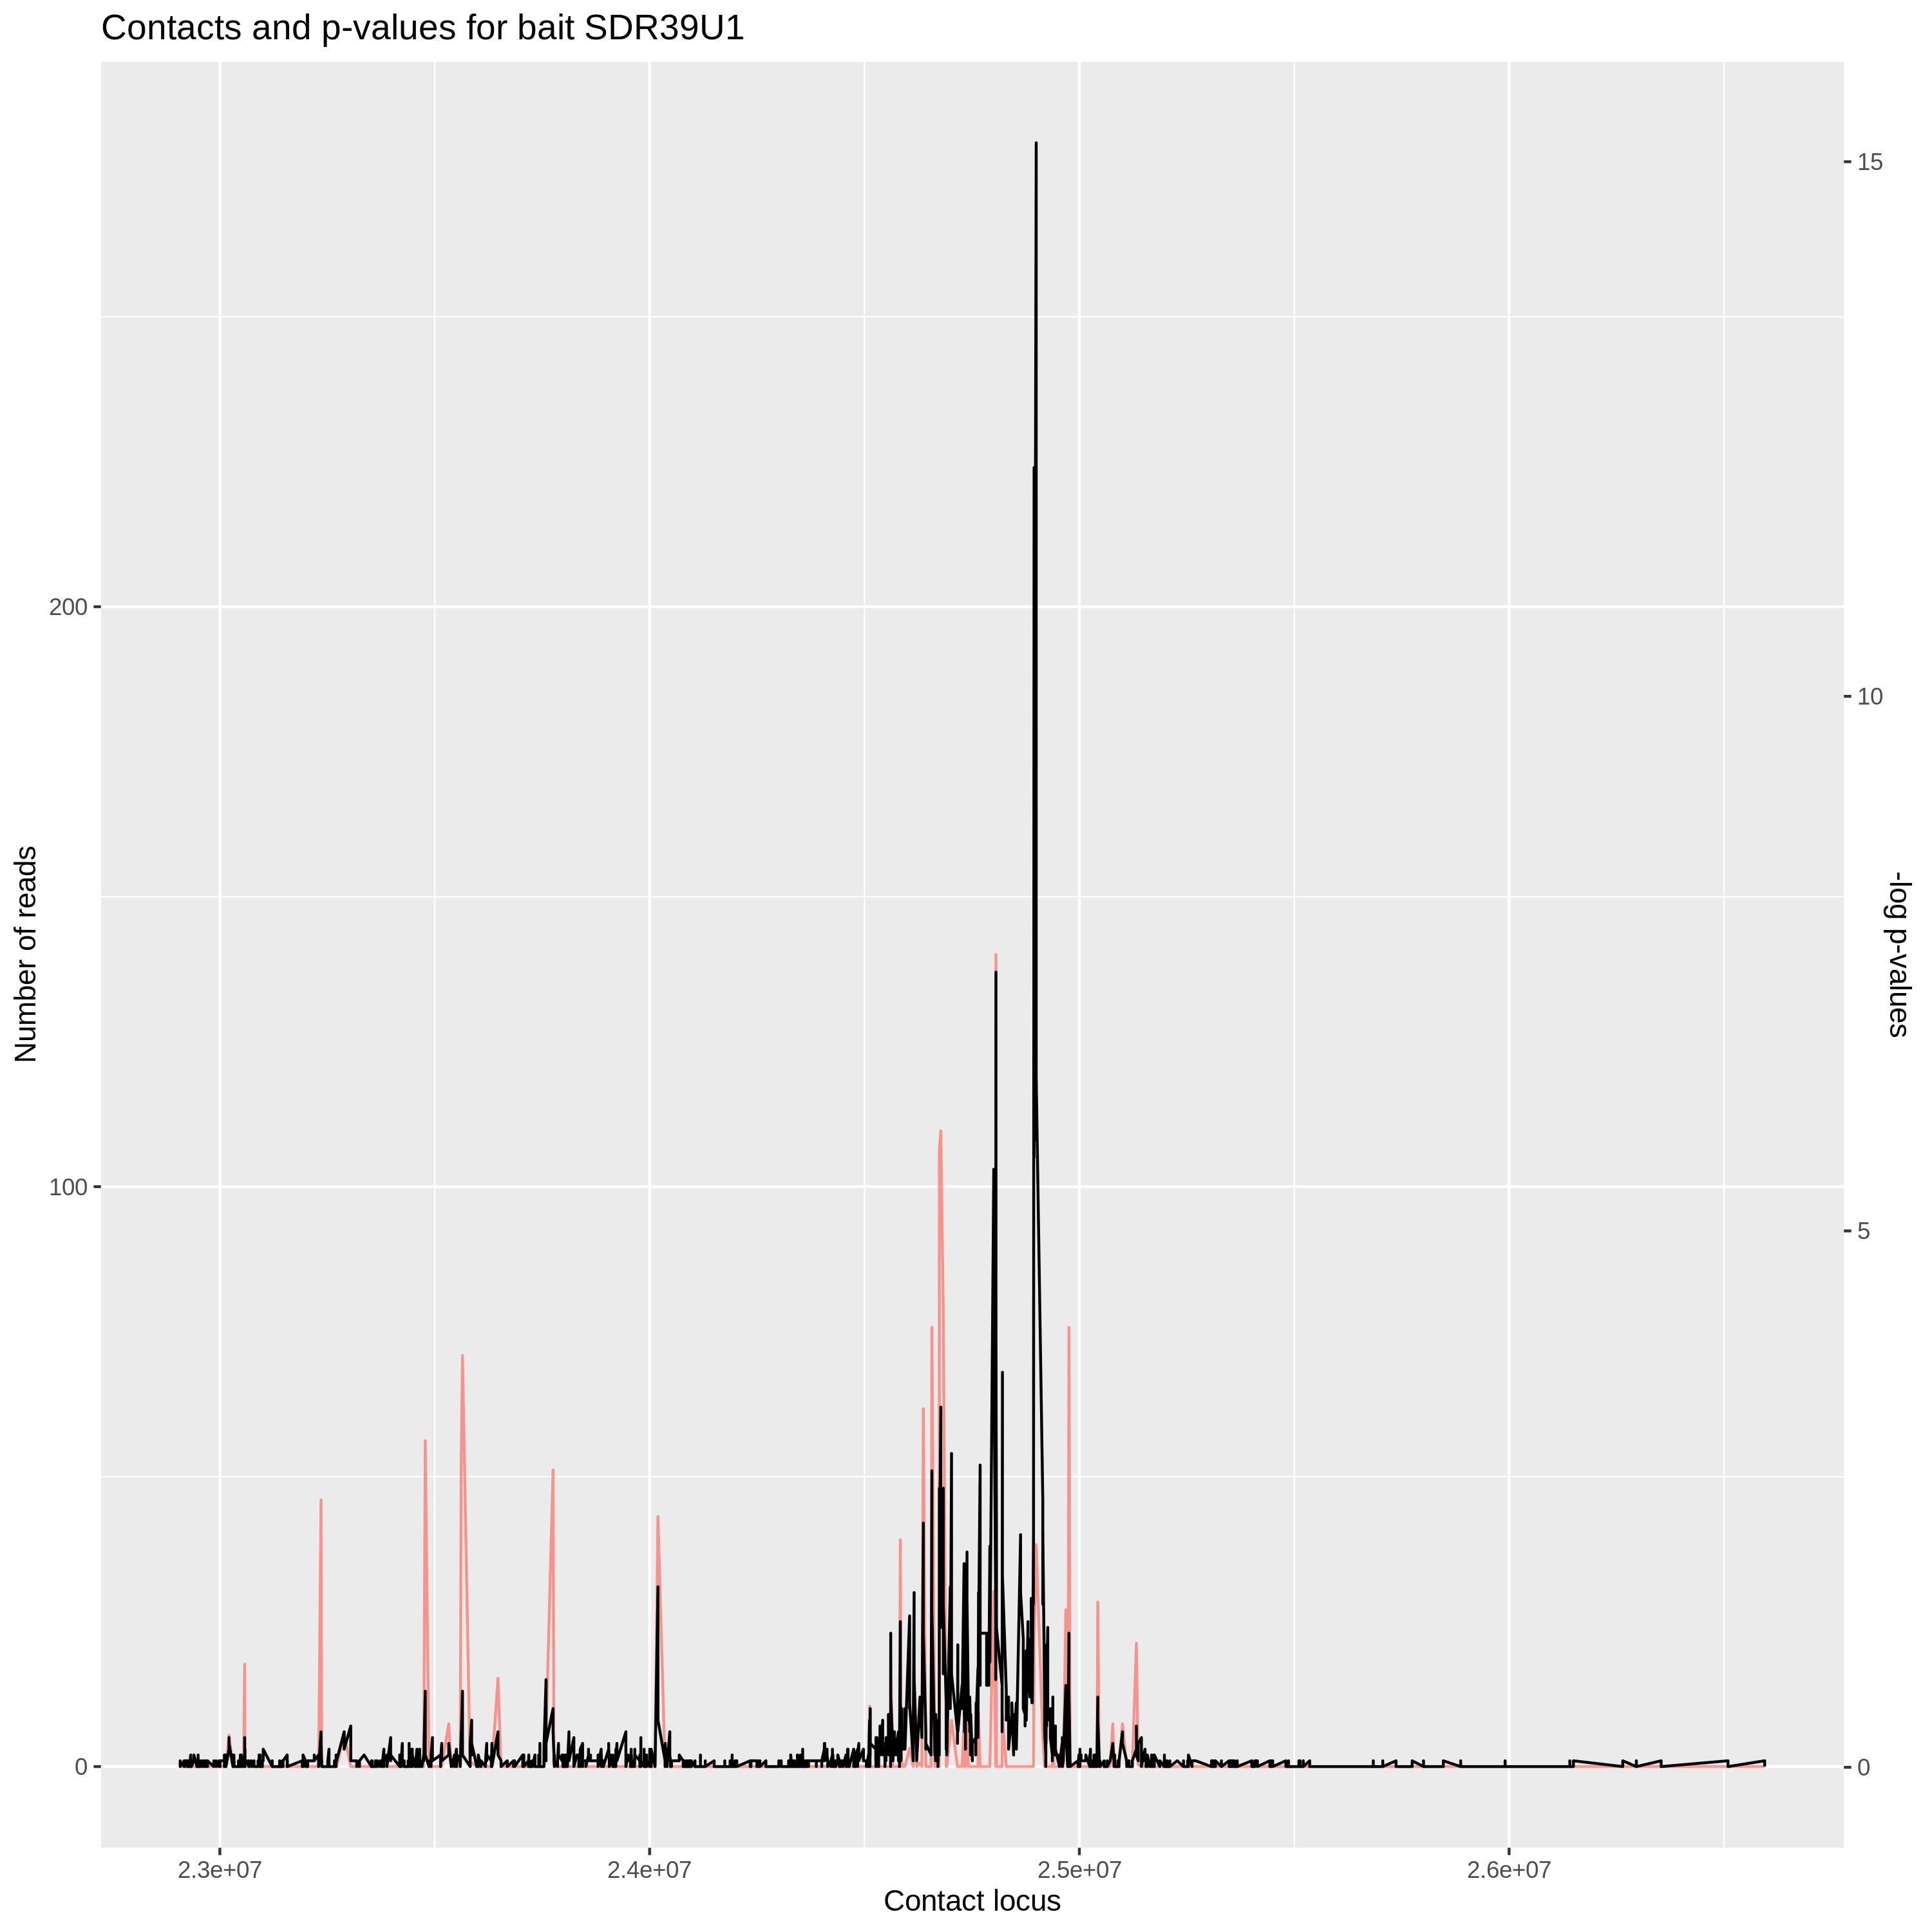 Contacts and p-values for bait SDR39U1
15
200
10
Number of reads
-log p-values
100
5
0
0
2.3e+07
2.4e+07
2.5e+07
2.6e+07
Contact locus